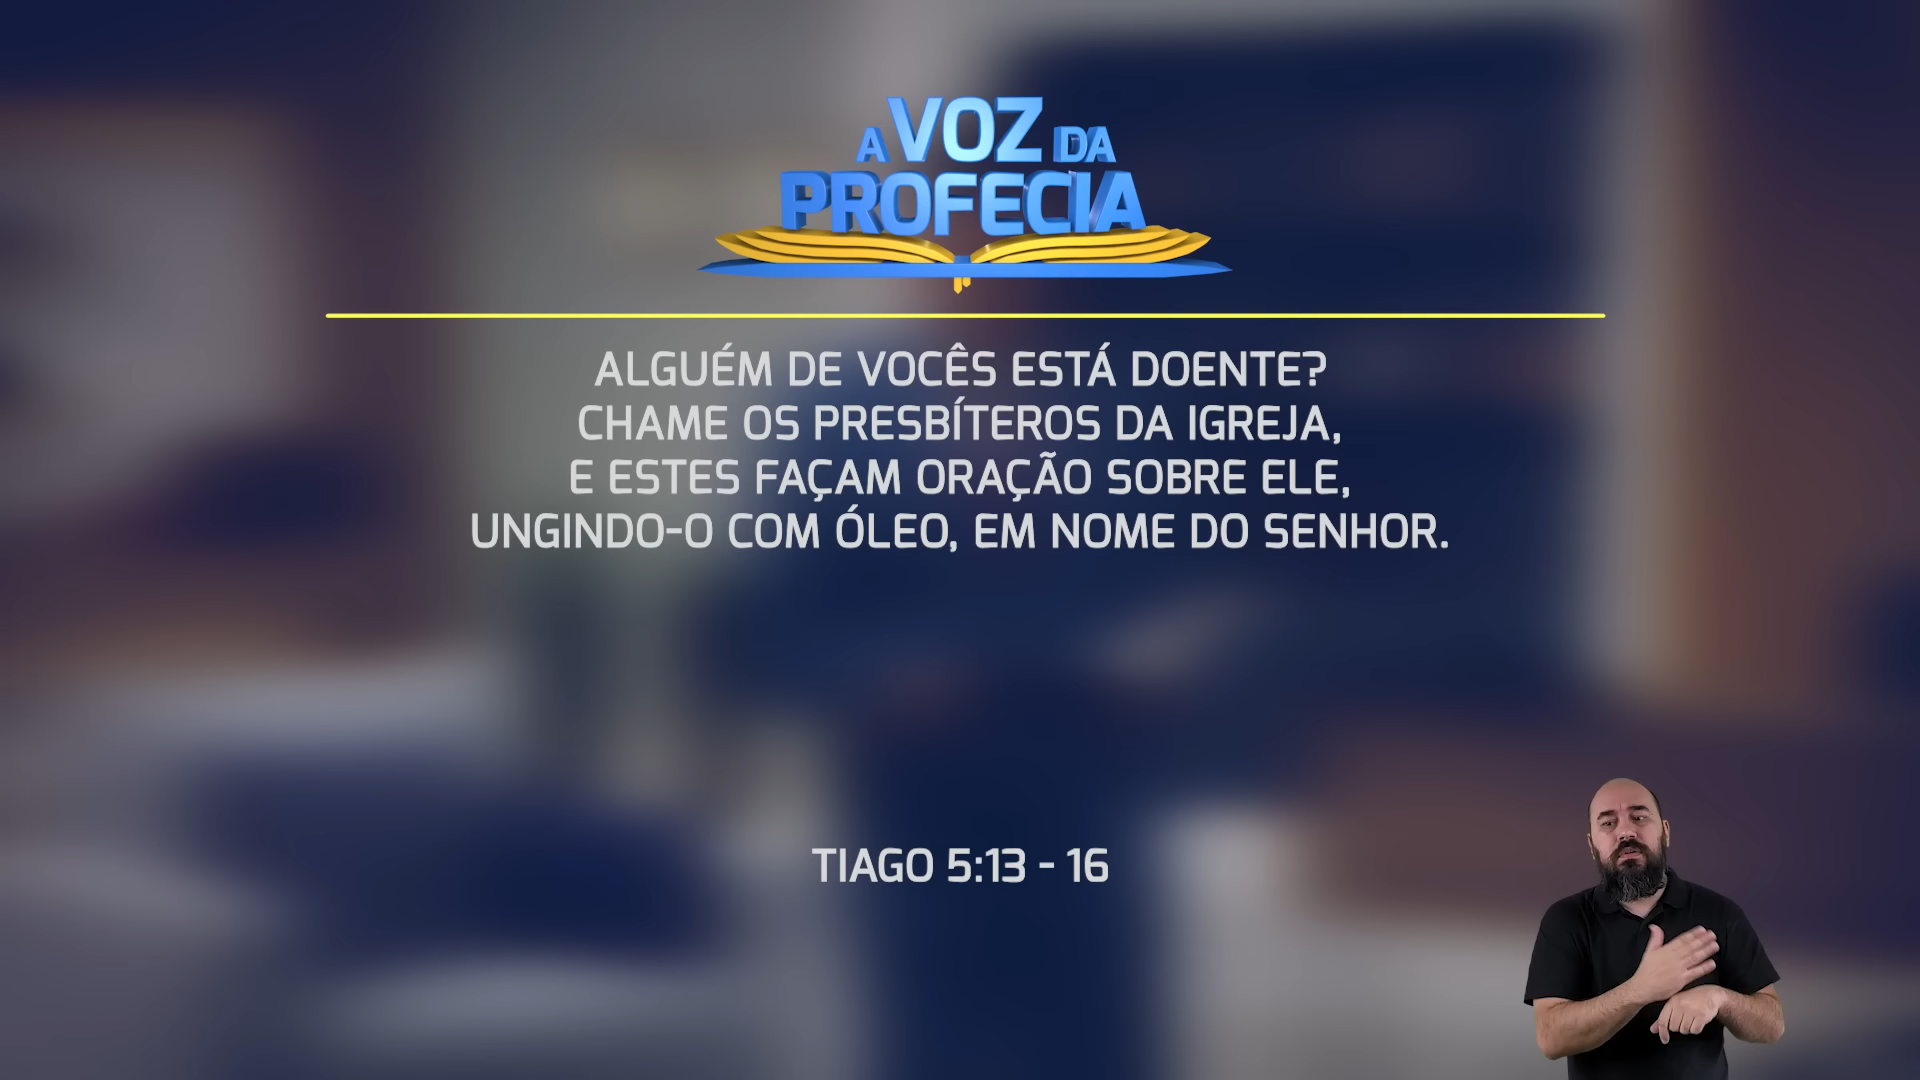 A VOZ DA
PROFECIA
ALGUÉM DE VOCÊS ESTÁ DOENTE?
CHAME OS PRESBÍTEROS DA IGREJA,
E ESTES FAÇAM ORAÇÃO SOBRE ELE,
UNGINDO-O COM ÓLEO, EM NOME DO SENHOR.
TIAGO 5:13 - 16